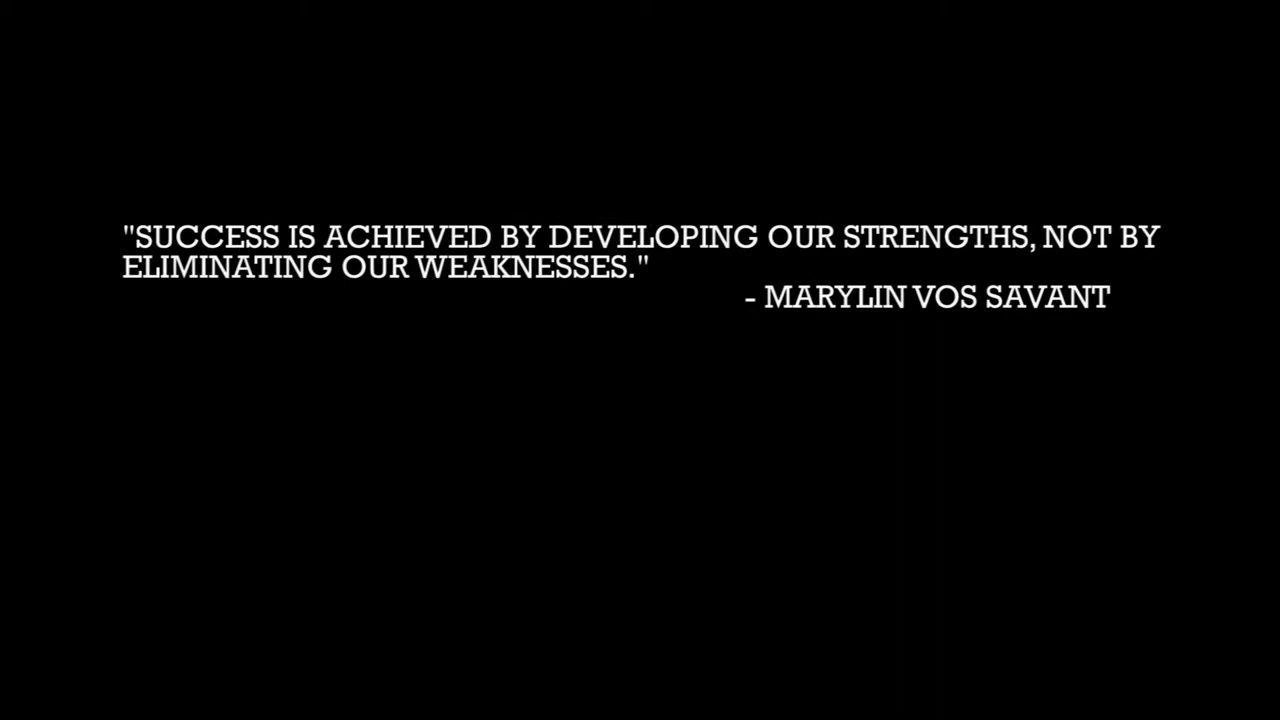 "SUCCESS IS ACHIEVED BY DEVELOPING OUR STRENGTHS, NOT BY
ELIMINATING OUR WEAKNESSES."
- MARYLIN VOS SAVANT